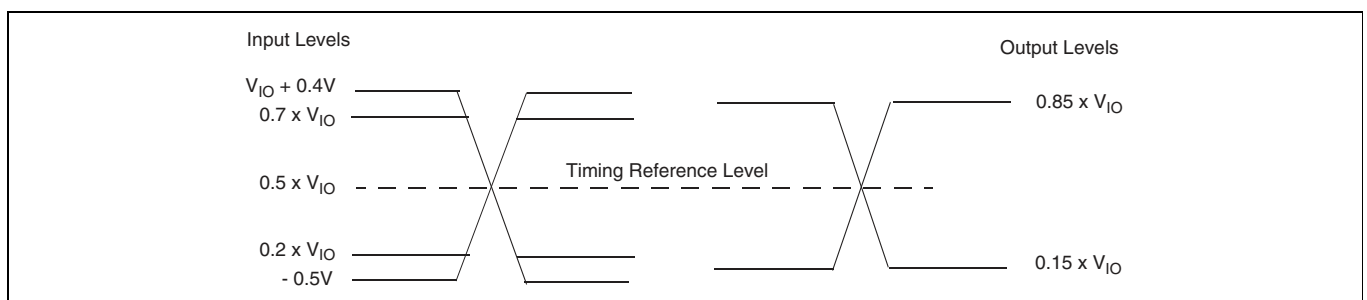 Input Levels
Output Levels
V_IO + 0.4V
0.7 x V_IO
0.85 x V_IO
Timing Reference Level
0.5 x V_IO
0.2 x V_IO
0.15 x V_IO
- 0.5V